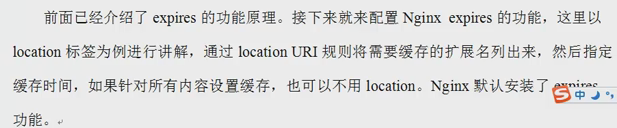 前面已经介绍了 expires 的功能原理。接下来就来配置 Nginx expires 的功能，这里以
location 标签为例进行讲解，通过 location URI 规则将需要缓存的扩展名列出来，然后指定
缓存时间，如果针对所有内容设置缓存，也可以不用 location。Nginx 默认安装了 expires
功能。
中